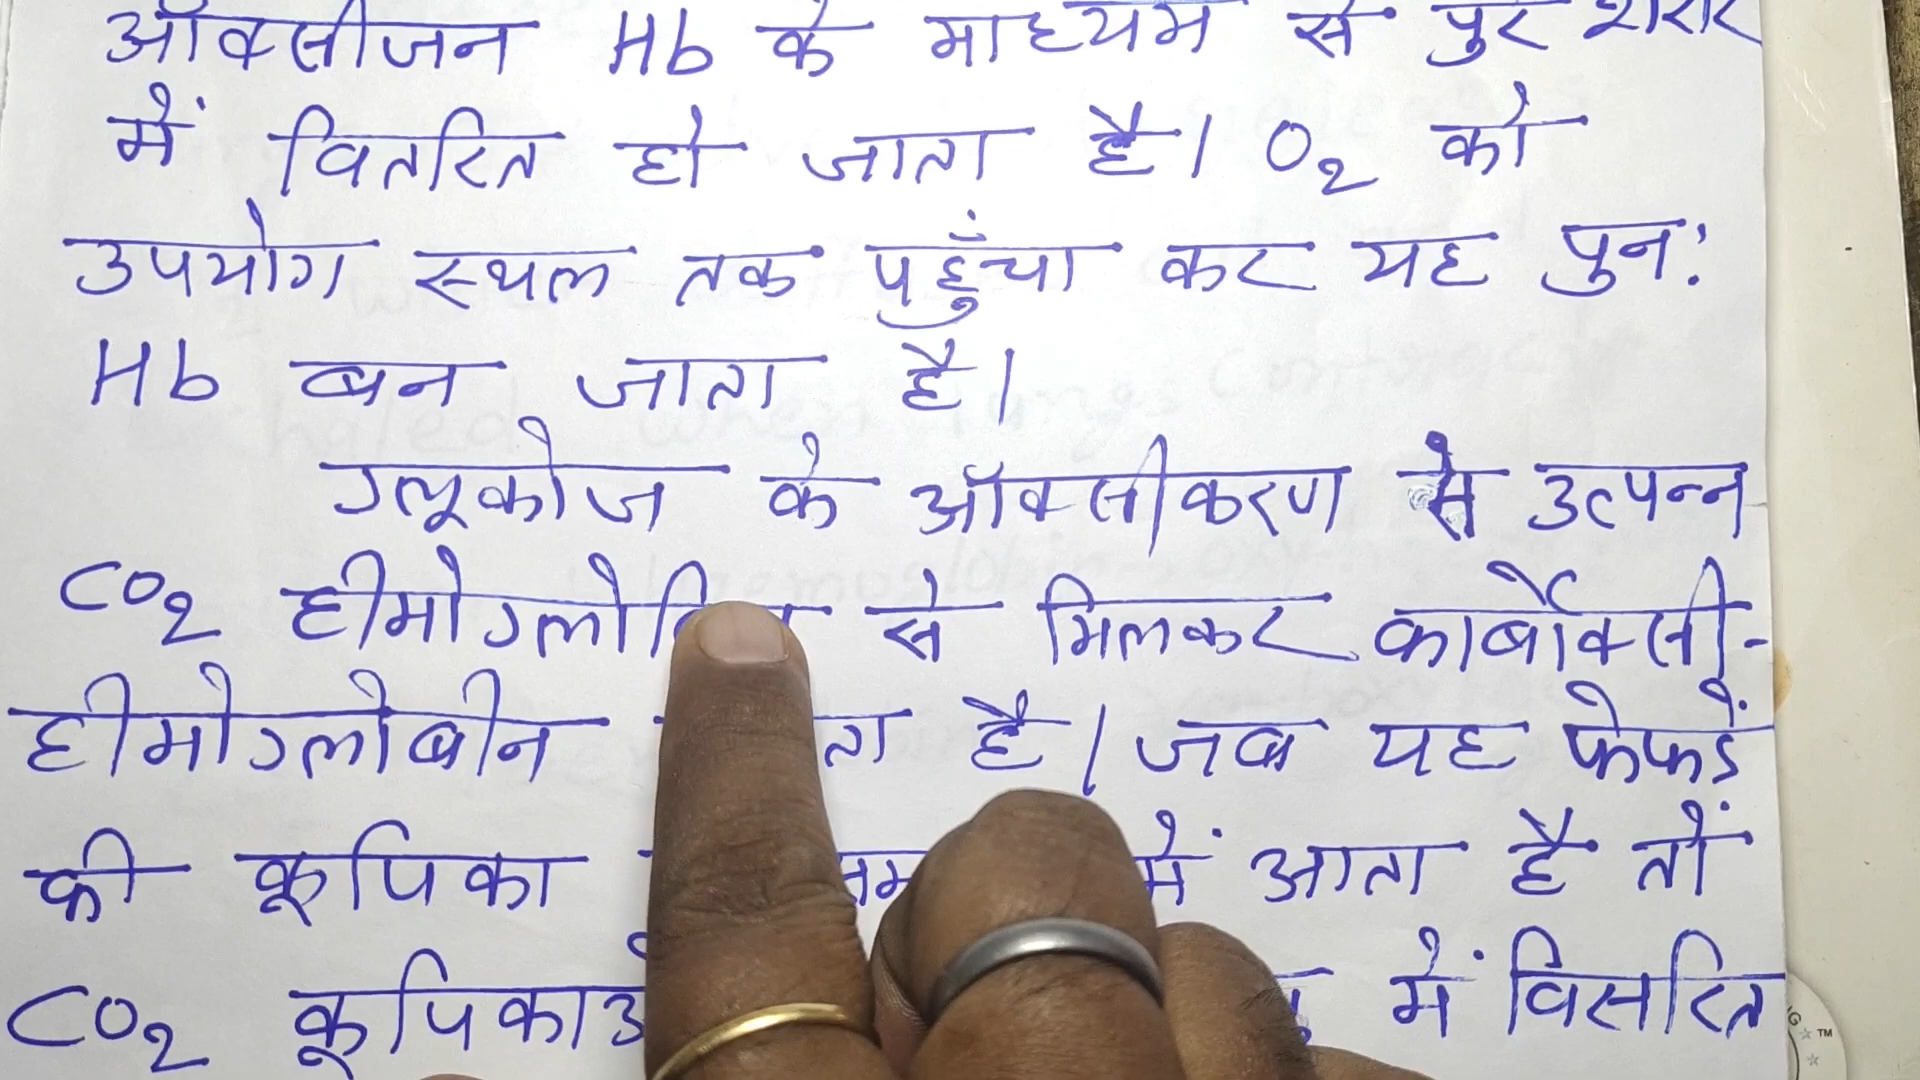 ऑक्सीजन Hb के माध्यम से पुरे शरीर
में वितरित हो जाता है। O₂ को
उपयोग स्थल तक पहुँचा कर यह पुनः
Hb बन जाता है।
ग्लूकोज के ऑक्सीकरण से उत्पन्न
CO₂ हीमोग्लोबिन से मिलकर कार्बोक्सी-
हीमोग्लोबीन है। जब यह फेफड़ें
की कूपिका में आता है तों
CO₂ में विसरित
TM